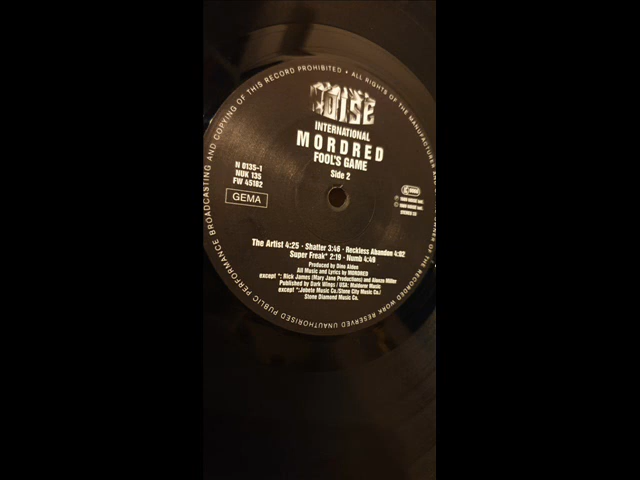 PUBLIC PERFORMANCE BROADCASTING AND COPYING OF THIS RECORD PROHIBITED • ALL RIGHTS OF THE MANUFACTURER AND OWNER OF THE RECORDED WORK RESERVED UNAUTHORISED
NOISE
INTERNATIONAL
MORDRED
FOOL'S GAME
Side 2
N 0135-1
NUK 135
FW 45182
GEMA
The Artist 4:25 · Shatter 3:46 · Reckless Abandon 4:02
Super Freak* 2:19 · Numb 4:49
Produced by Dino Alden
All Music and Lyrics by MORDRED
except *: Rick James (Mary Jane Productions) and Alonzo Miller
Published by Dark Wings / USA: Maldoror Music
except *:Jobete Music Co./Stone City Music Co./
Stone Diamond Music Co.